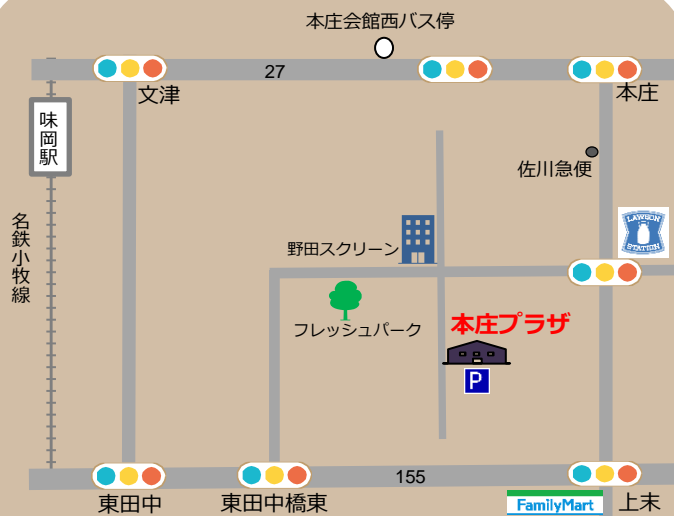 本庄会館西バス停
27
文津
本庄
味岡駅
佐川急便
LAWSON
STATION
名鉄小牧線
野田スクリーン
フレッシュパーク
本庄プラザ
P
155
東田中
東田中橋東
FamilyMart
上末